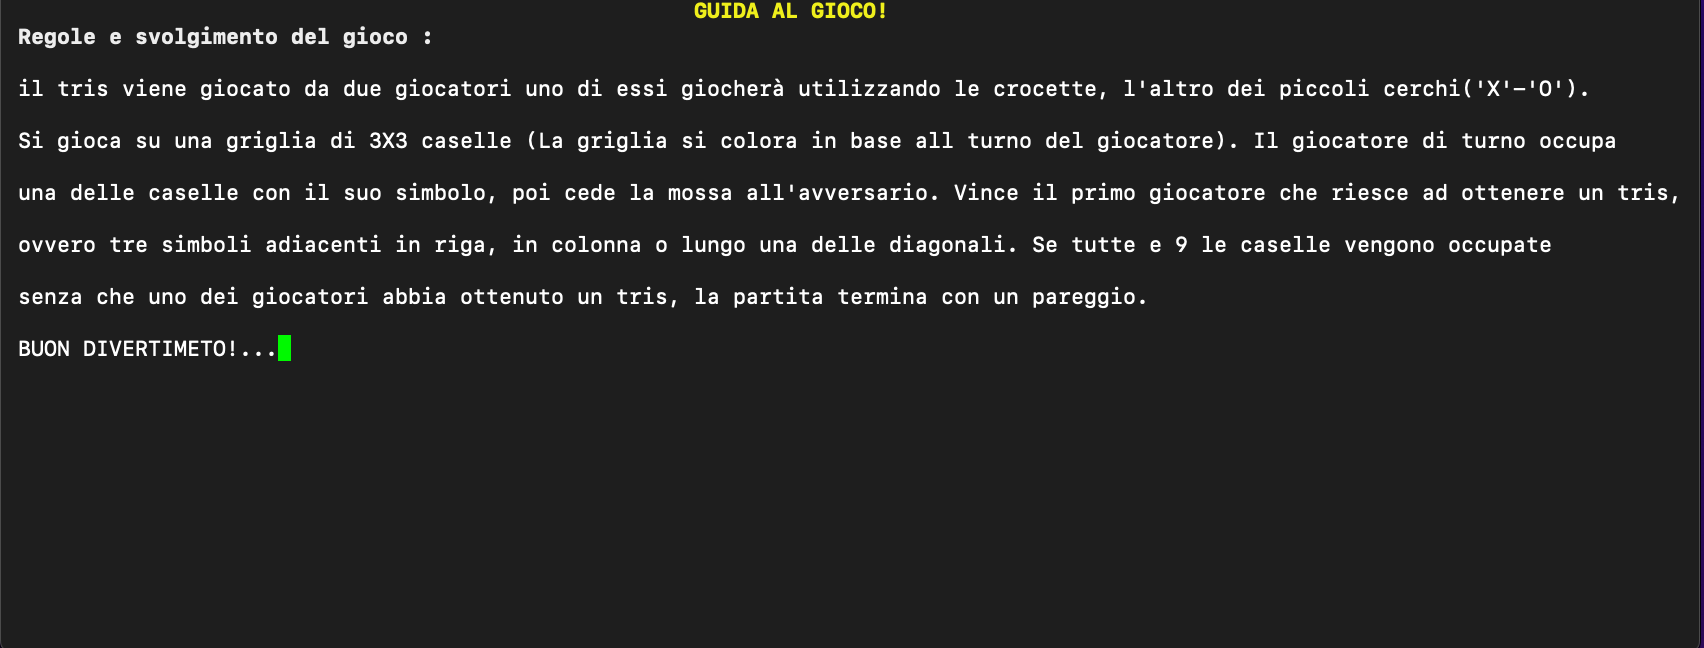 GUIDA AL GIOCO!
Regole e svolgimento del gioco :
il tris viene giocato da due giocatori uno di essi giocherà utilizzando le crocette, l'altro dei piccoli cerchi('X'-'O').
Si gioca su una griglia di 3X3 caselle (La griglia si colora in base all turno del giocatore). Il giocatore di turno occupa
una delle caselle con il suo simbolo, poi cede la mossa all'avversario. Vince il primo giocatore che riesce ad ottenere un tris,
ovvero tre simboli adiacenti in riga, in colonna o lungo una delle diagonali. Se tutte e 9 le caselle vengono occupate
senza che uno dei giocatori abbia ottenuto un tris, la partita termina con un pareggio.
BUON DIVERTIMETO!...